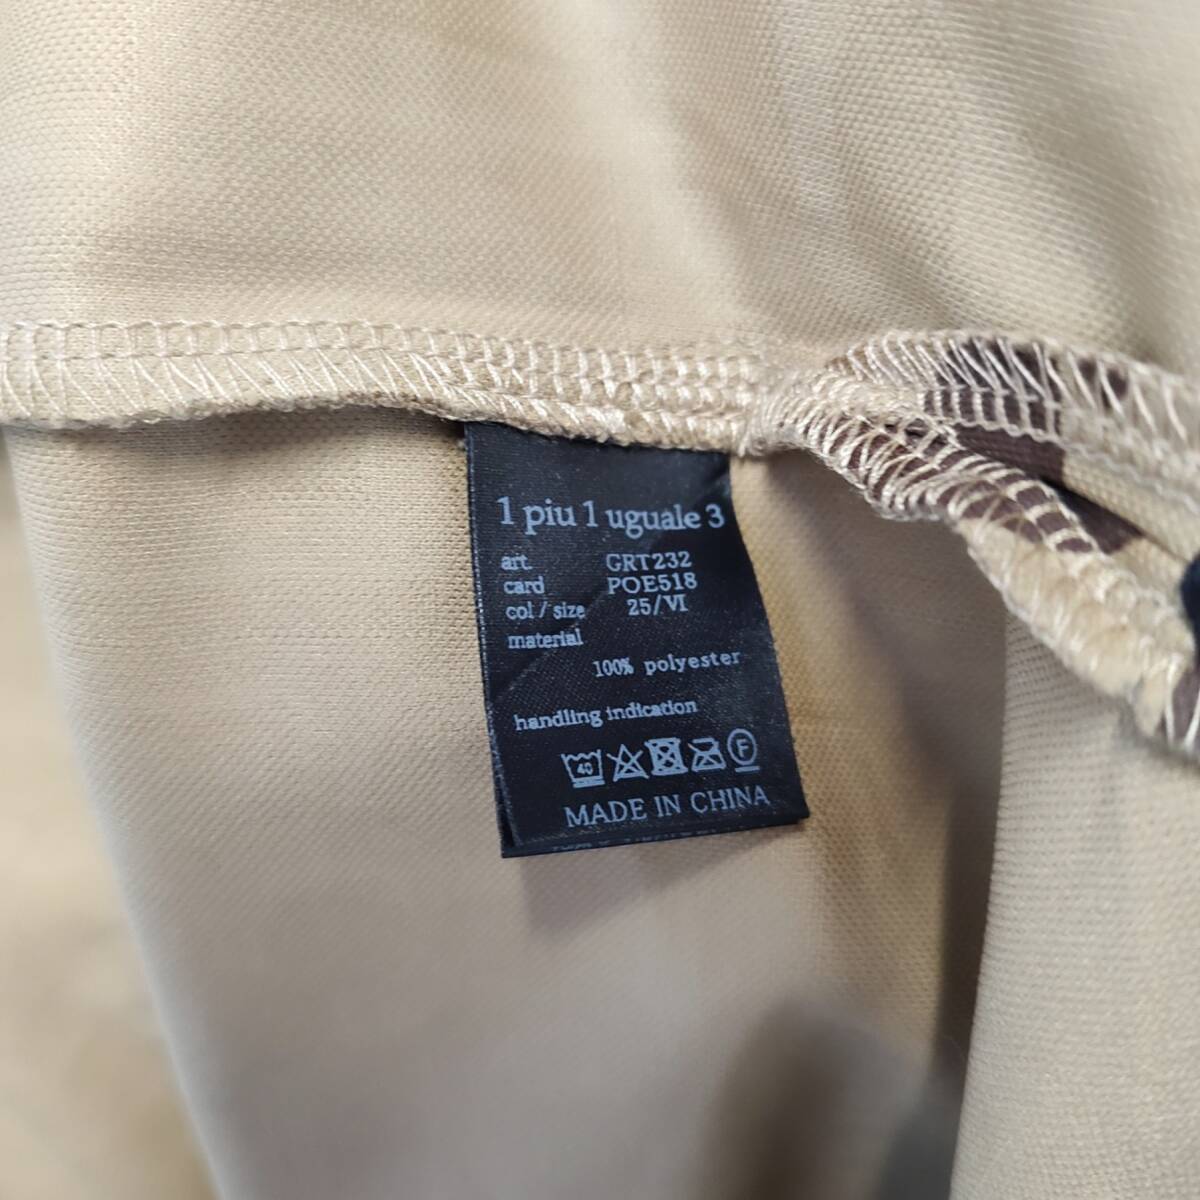 1 piu 1 uguale 3
art. GRT232
card POE518
col / size 25/VI
material
100% polyester
handling indication
40 F
MADE IN CHINA